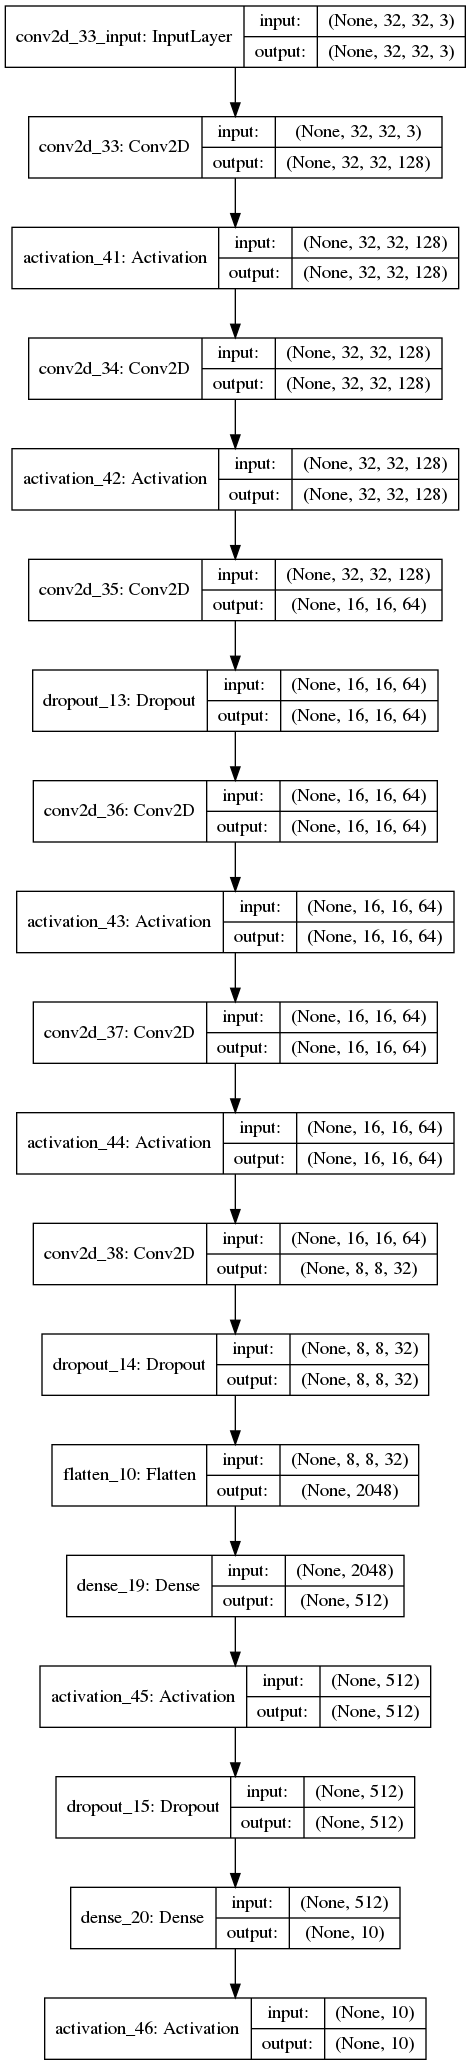 conv2d_33_input: InputLayer
input:
(None, 32, 32, 3)
output:
(None, 32, 32, 3)
conv2d_33: Conv2D
input:
(None, 32, 32, 3)
output:
(None, 32, 32, 128)
activation_41: Activation
input:
(None, 32, 32, 128)
output:
(None, 32, 32, 128)
conv2d_34: Conv2D
input:
(None, 32, 32, 128)
output:
(None, 32, 32, 128)
activation_42: Activation
input:
(None, 32, 32, 128)
output:
(None, 32, 32, 128)
conv2d_35: Conv2D
input:
(None, 32, 32, 128)
output:
(None, 16, 16, 64)
dropout_13: Dropout
input:
(None, 16, 16, 64)
output:
(None, 16, 16, 64)
conv2d_36: Conv2D
input:
(None, 16, 16, 64)
output:
(None, 16, 16, 64)
activation_43: Activation
input:
(None, 16, 16, 64)
output:
(None, 16, 16, 64)
conv2d_37: Conv2D
input:
(None, 16, 16, 64)
output:
(None, 16, 16, 64)
activation_44: Activation
input:
(None, 16, 16, 64)
output:
(None, 16, 16, 64)
conv2d_38: Conv2D
input:
(None, 16, 16, 64)
output:
(None, 8, 8, 32)
dropout_14: Dropout
input:
(None, 8, 8, 32)
output:
(None, 8, 8, 32)
flatten_10: Flatten
input:
(None, 8, 8, 32)
output:
(None, 2048)
dense_19: Dense
input:
(None, 2048)
output:
(None, 512)
activation_45: Activation
input:
(None, 512)
output:
(None, 512)
dropout_15: Dropout
input:
(None, 512)
output:
(None, 512)
dense_20: Dense
input:
(None, 512)
output:
(None, 10)
activation_46: Activation
input:
(None, 10)
output:
(None, 10)